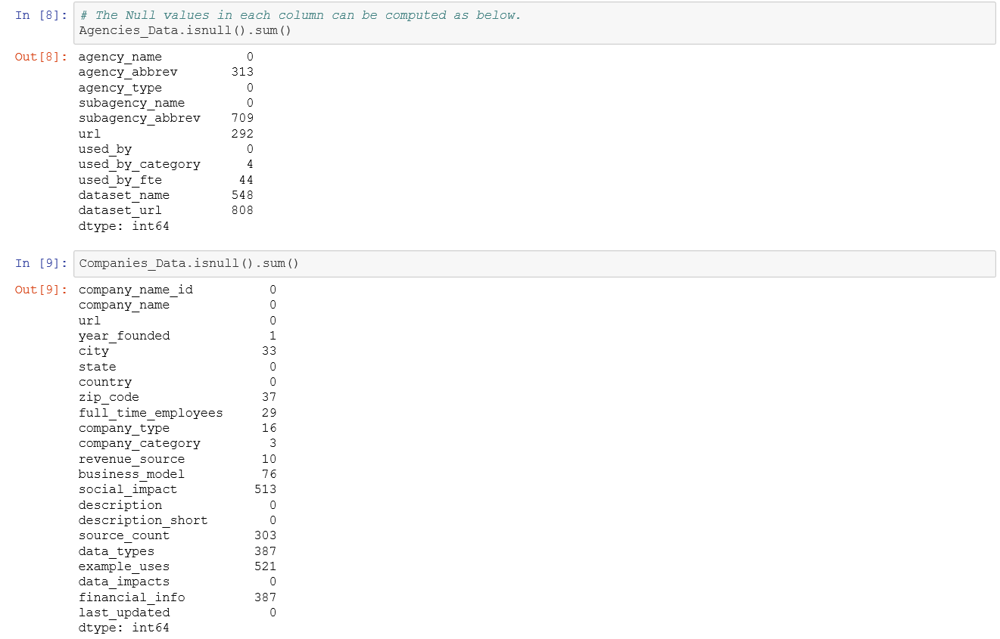 In [8]: # The Null values in each column can be computed as below.
Agencies_Data.isnull().sum()
Out[8]: agency_name 0
agency_abbrev 313
agency_type 0
subagency_name 0
subagency_abbrev 709
url 292
used_by 0
used_by_category 4
used_by_fte 44
dataset_name 548
dataset_url 808
dtype: int64
In [9]: Companies_Data.isnull().sum()
Out[9]: company_name_id 0
company_name 0
url 0
year_founded 1
city 33
state 0
country 0
zip_code 37
full_time_employees 29
company_type 16
company_category 3
revenue_source 10
business_model 76
social_impact 513
description 0
description_short 0
source_count 303
data_types 387
example_uses 521
data_impacts 0
financial_info 387
last_updated 0
dtype: int64